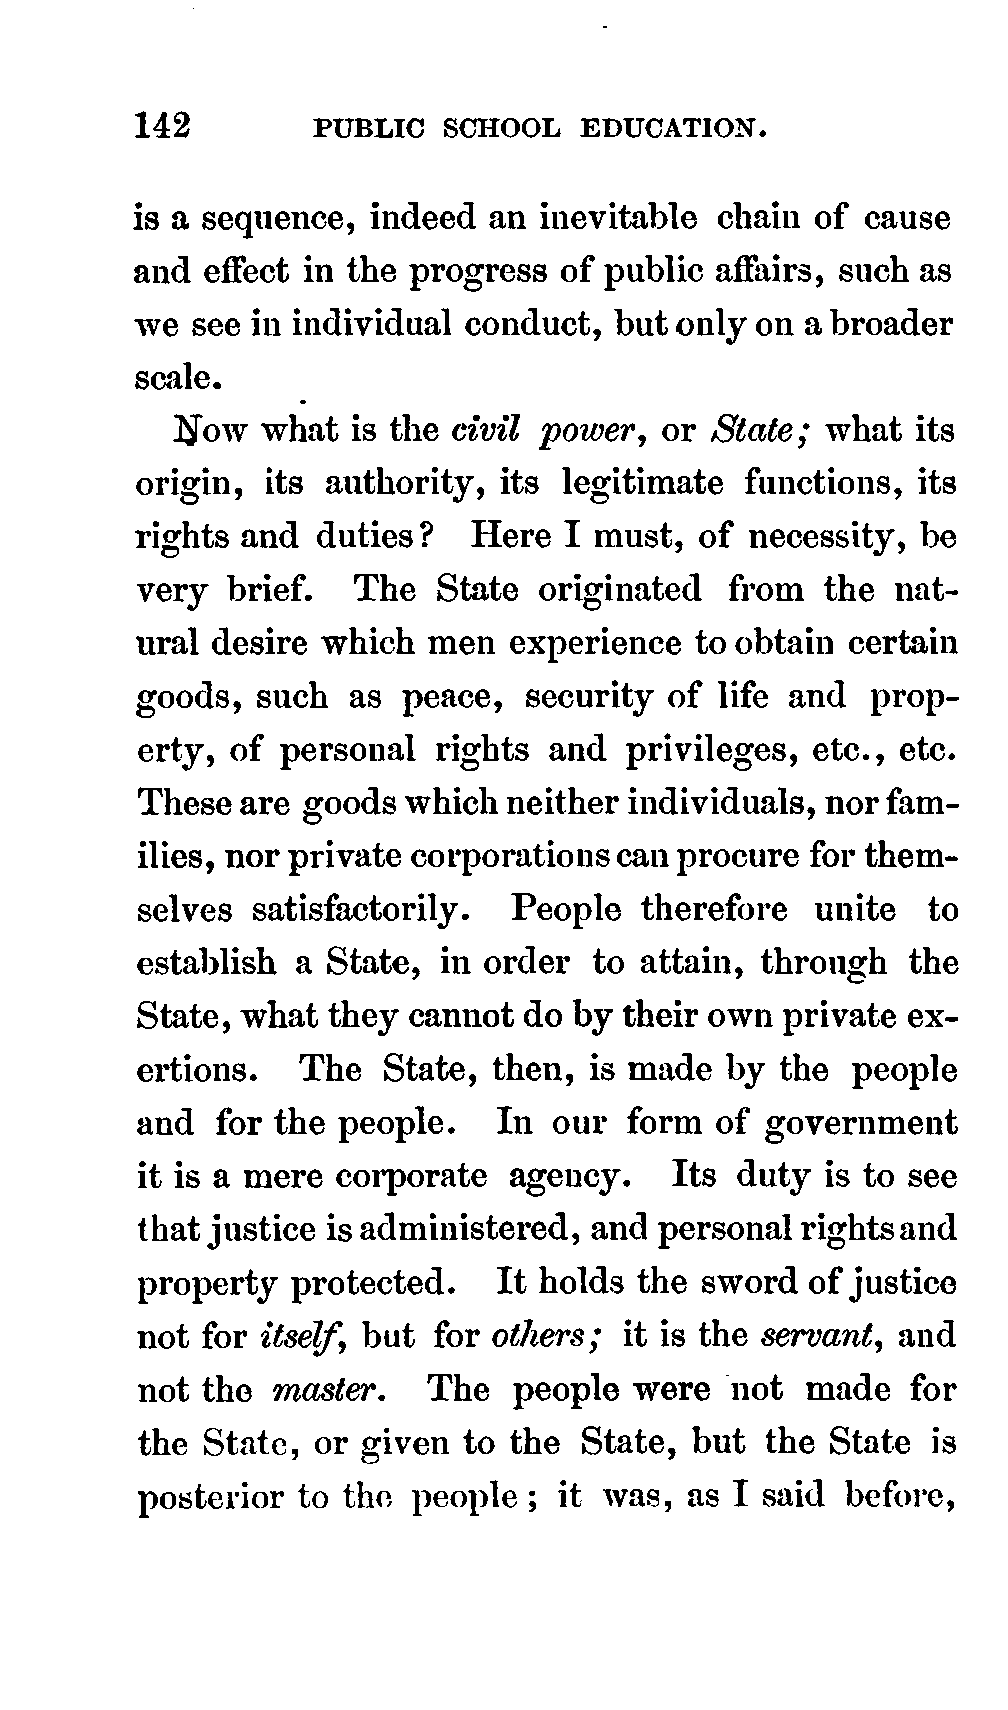 142 PUBLIC SCHOOL EDUCATION.
is a sequence, indeed an inevitable chain of cause
and effect in the progress of public affairs, such as
we see in individual conduct, but only on a broader
scale.
Now what is the civil power, or State; what its
origin, its authority, its legitimate functions, its
rights and duties? Here I must, of necessity, be
very brief. The State originated from the nat-
ural desire which men experience to obtain certain
goods, such as peace, security of life and prop-
erty, of personal rights and privileges, etc., etc.
These are goods which neither individuals, nor fam-
ilies, nor private corporations can procure for them-
selves satisfactorily. People therefore unite to
establish a State, in order to attain, through the
State, what they cannot do by their own private ex-
ertions. The State, then, is made by the people
and for the people. In our form of government
it is a mere corporate agency. Its duty is to see
that justice is administered, and personal rights and
property protected. It holds the sword of justice
not for itself, but for others; it is the servant, and
not the master. The people were not made for
the State, or given to the State, but the State is
posterior to the people; it was, as I said before,